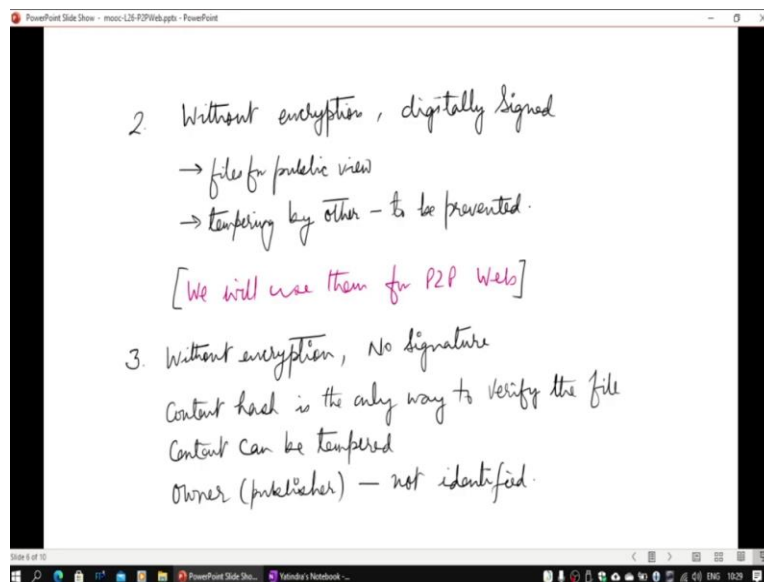 PowerPoint Slide Show - mooc-L26-P2PWeb.pptx - PowerPoint
2. Without encryption, digitally Signed
→ files for public view
→ tempering by other - to be prevented.
[We will use them for P2P Web]
3. Without encryption, No Signature
Content hash is the only way to verify the file
Content can be tempered
Owner (publisher) - not identified.
Slide 6 of 10
PowerPoint Slide Sho... Yatindra's Notebook -... ENG 10:29